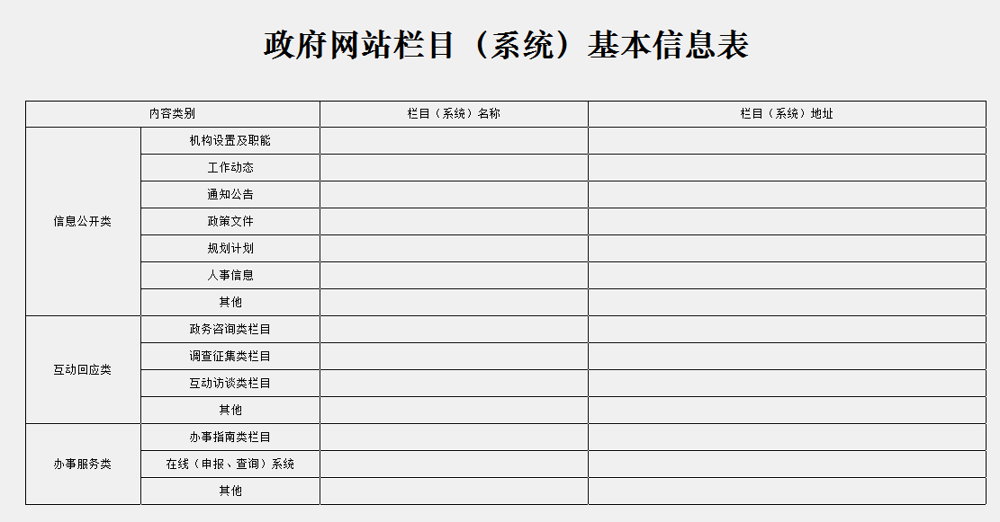 政府网站栏目（系统）基本信息表
内容类别 栏目（系统）名称 栏目（系统）地址
信息公开类
机构设置及职能
工作动态
通知公告
政策文件
规划计划
人事信息
其他
互动回应类
政务咨询类栏目
调查征集类栏目
互动访谈类栏目
其他
办事服务类
办事指南类栏目
在线（申报、查询）系统
其他